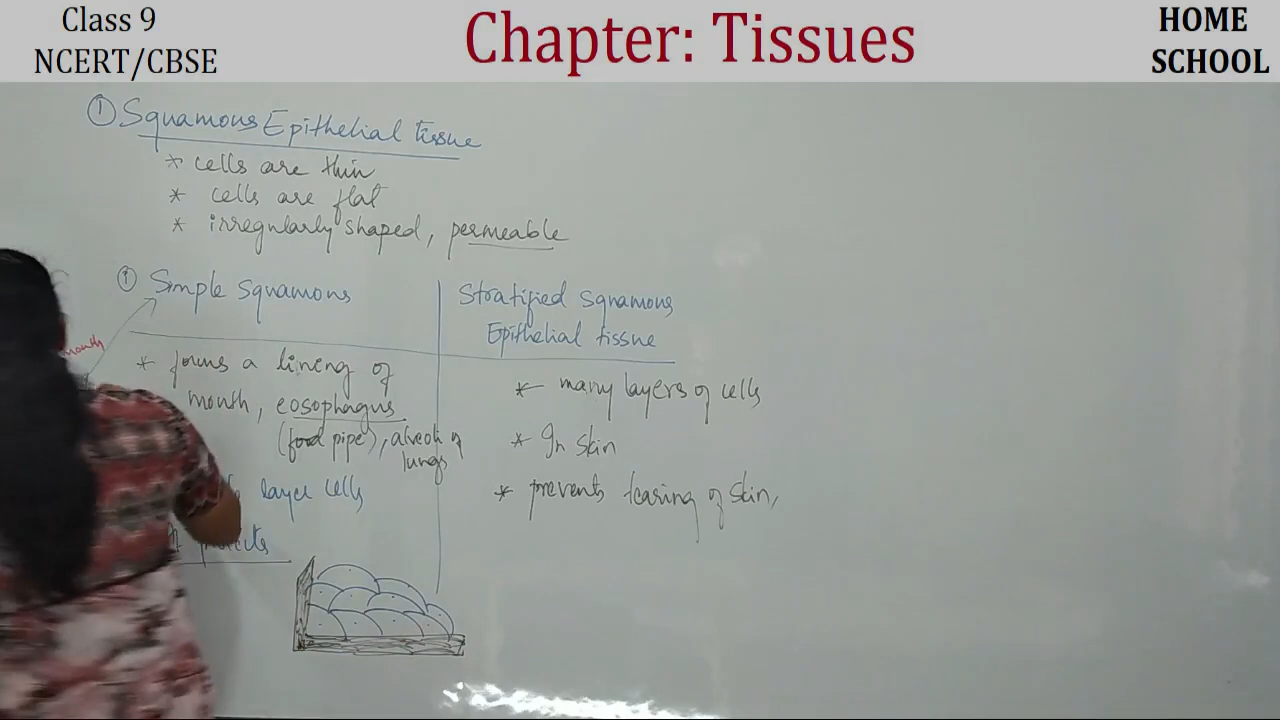 Class 9
NCERT/CBSE
Chapter: Tissues
HOME
SCHOOL
① Squamous Epithelial tissue
* cells are thin
* cells are flat
* irregularly shaped, permeable
① Simple Squamous
Stratified Squamous
Epithelial tissue
mouth
* forms a lining of
mouth, eosophagus
(food pipe), alveoli of
lungs
layer cells
* many layers of cells
* In skin
* prevents tearing of skin,